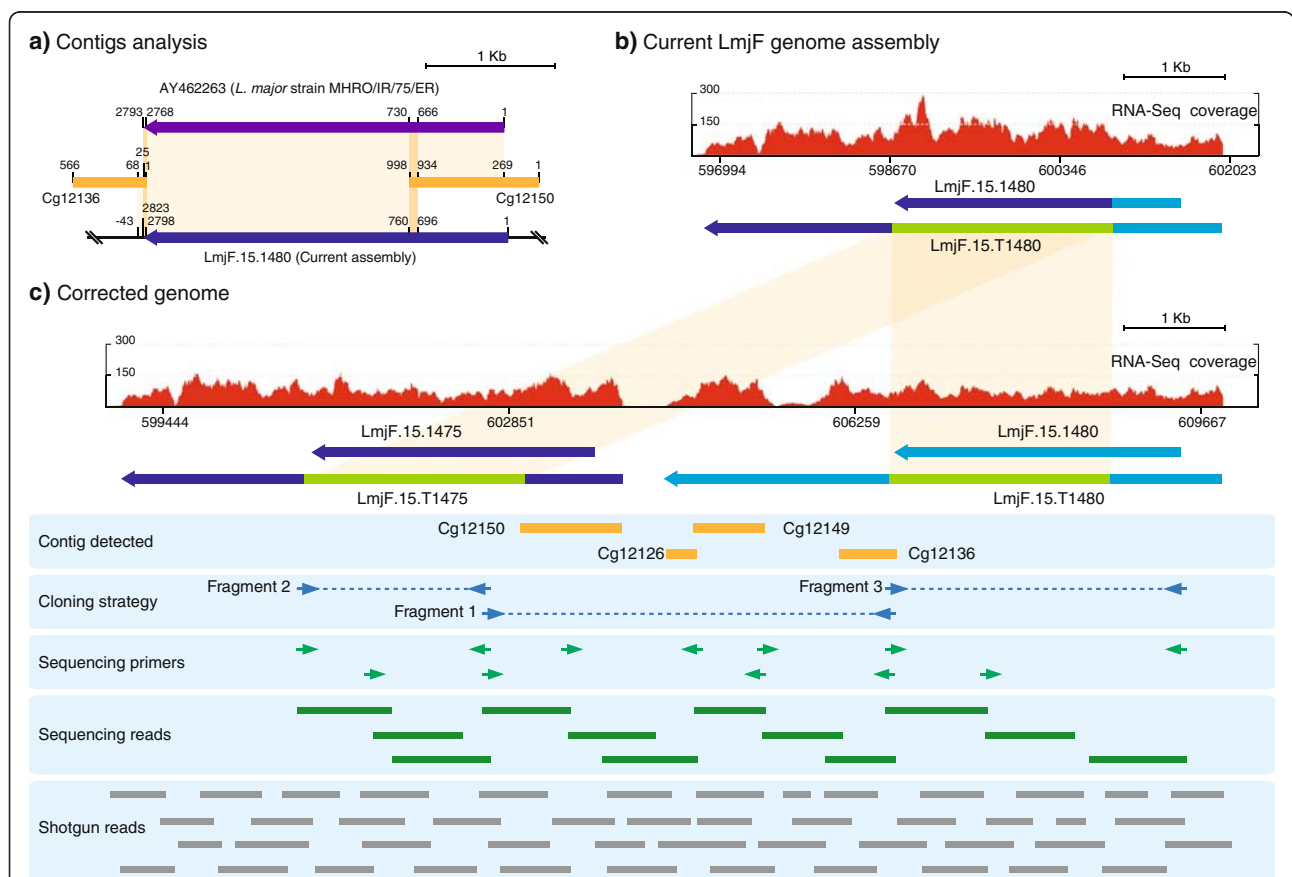 a) Contigs analysis
1 Kb
AY462263 (L. major strain MHRO/IR/75/ER)
2793 2768 730 666 1
25
566 68 1 998 934 269 1
Cg12136 Cg12150
2823
-43 2798 760 696 1
LmjF.15.1480 (Current assembly)
b) Current LmjF genome assembly
1 Kb
300
150
RNA-Seq coverage
596994 598670 600346 602023
LmjF.15.1480
LmjF.15.T1480
c) Corrected genome
1 Kb
300
150
RNA-Seq coverage
599444 602851 606259 609667
LmjF.15.1475 LmjF.15.1480
LmjF.15.T1475 LmjF.15.T1480
Contig detected
Cg12150 Cg12149
Cg12126 Cg12136
Cloning strategy
Fragment 2 Fragment 3
Fragment 1
Sequencing primers
Sequencing reads
Shotgun reads